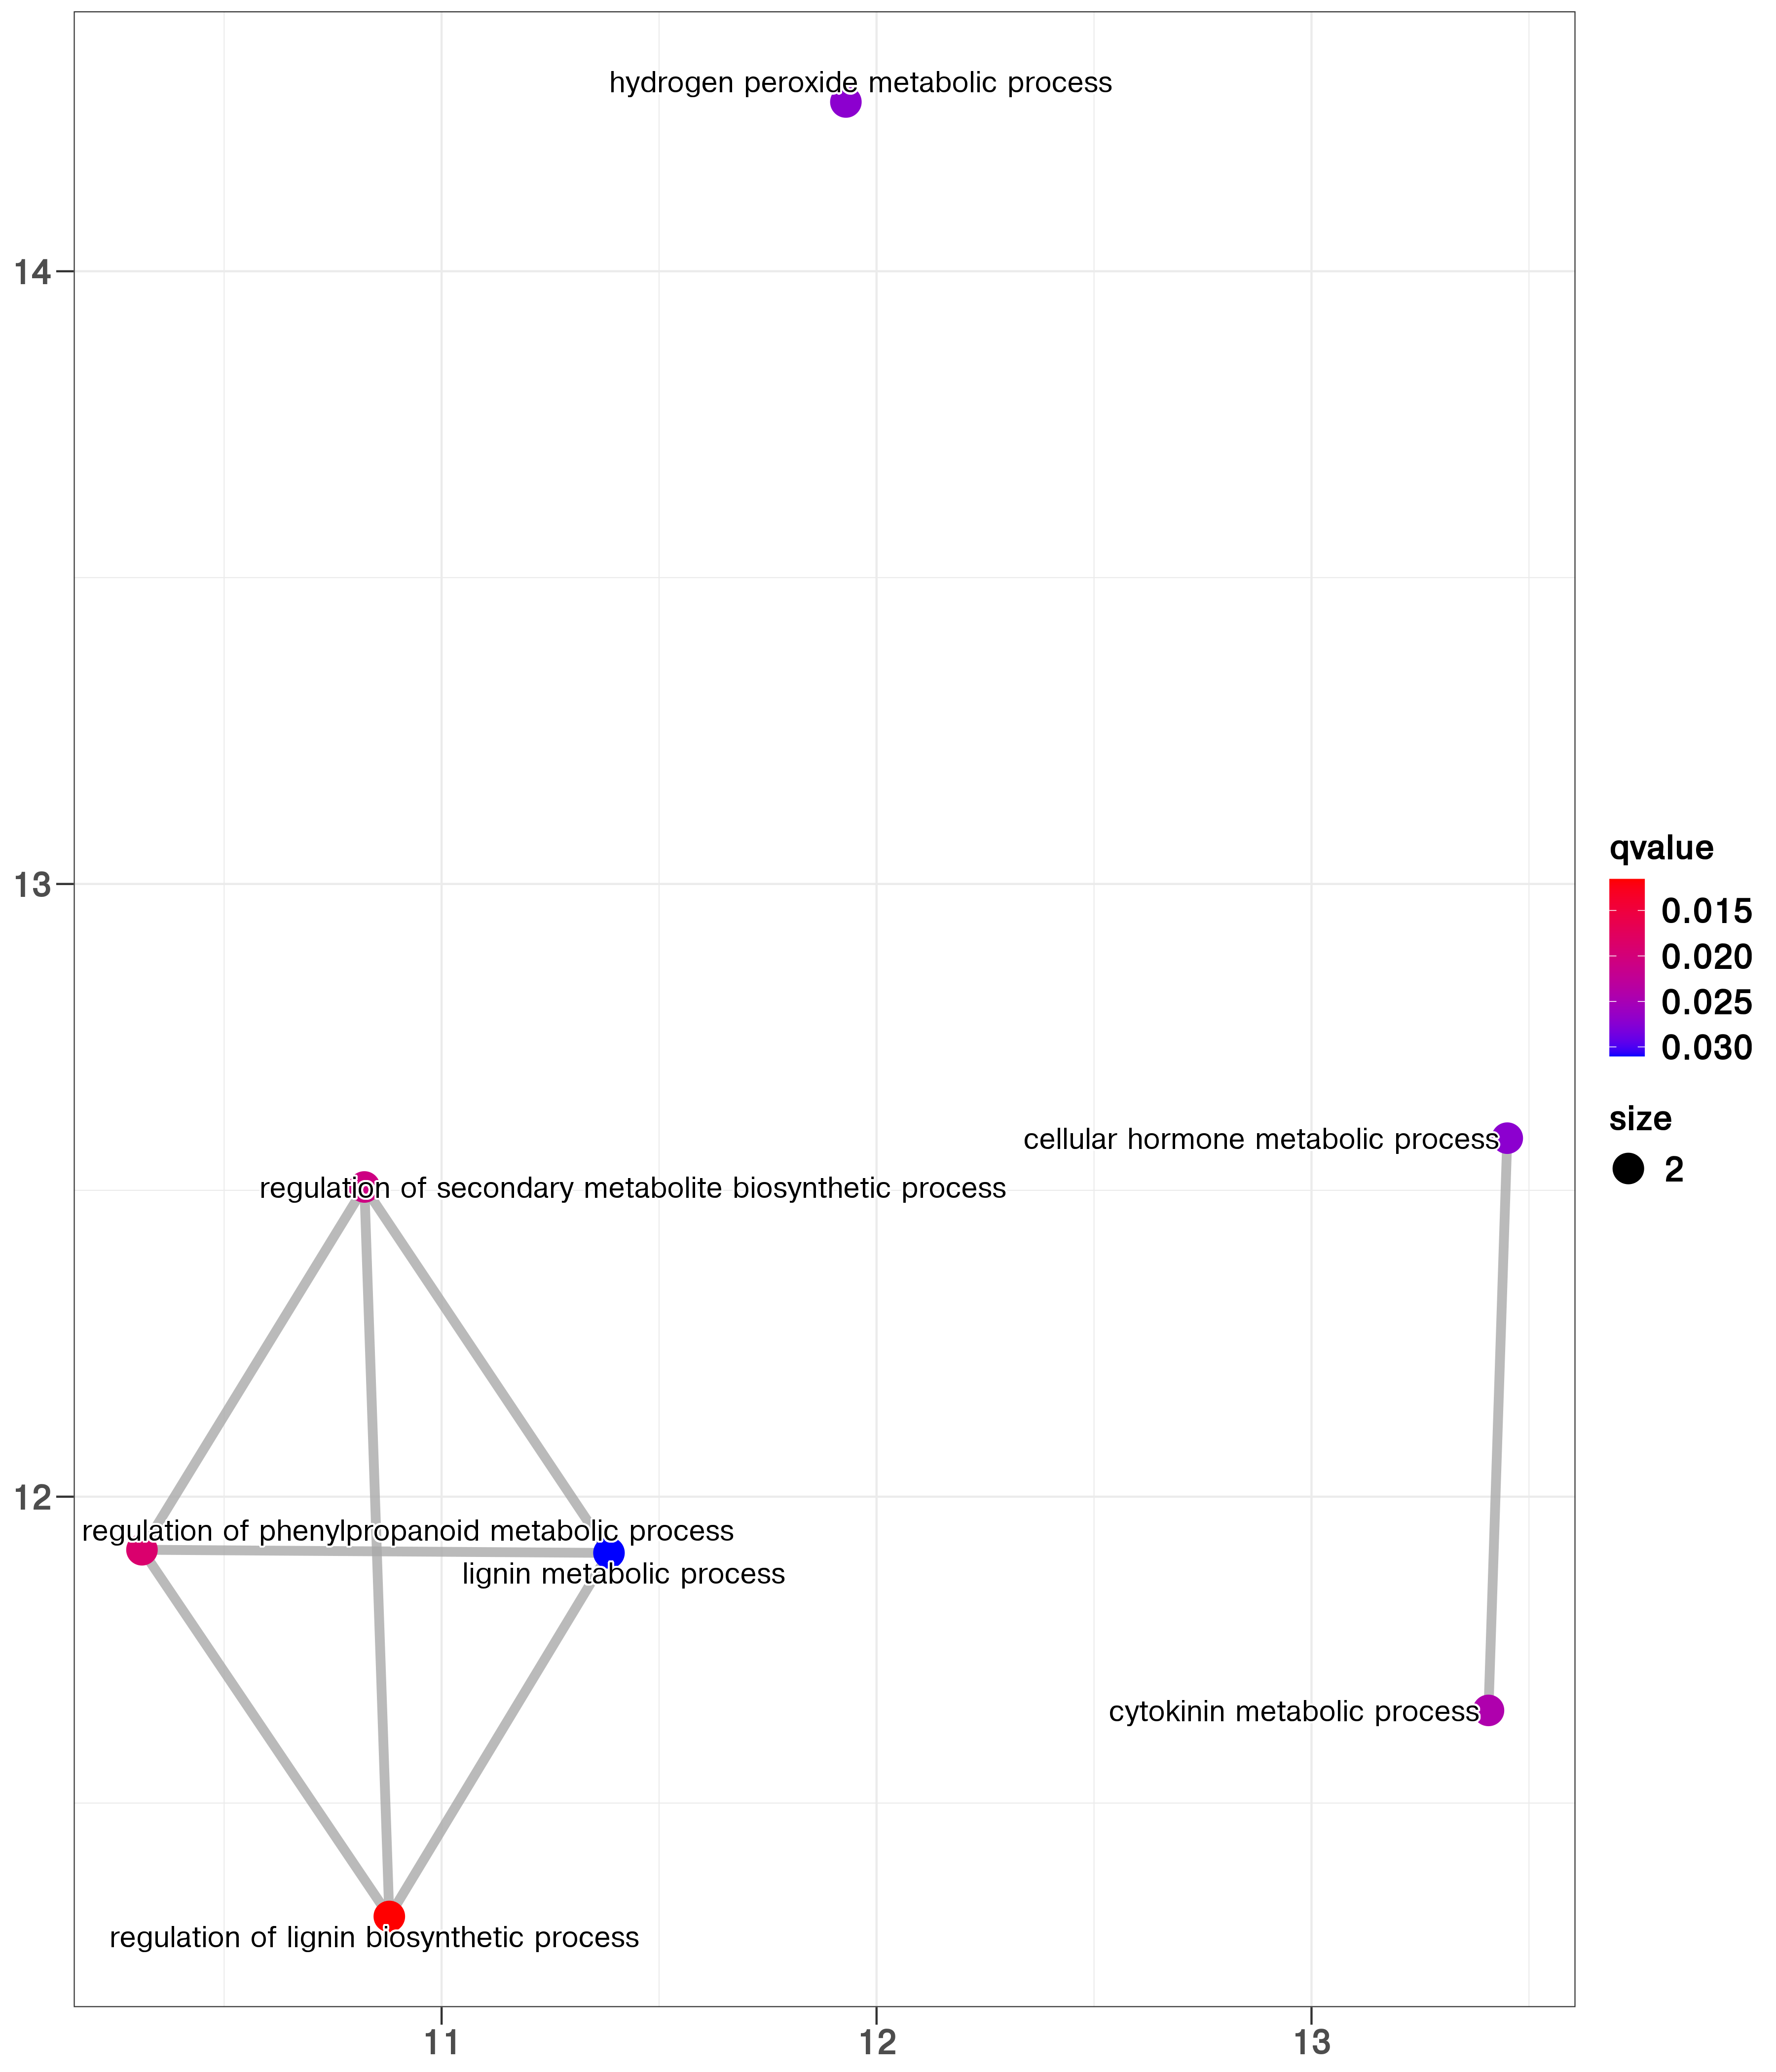 hydrogen peroxide metabolic process
14
13
qvalue
0.015
0.020
0.025
0.030
size
2
cellular hormone metabolic process
regulation of secondary metabolite biosynthetic process
12
regulation of phenylpropanoid metabolic process
lignin metabolic process
cytokinin metabolic process
regulation of lignin biosynthetic process
11
12
13